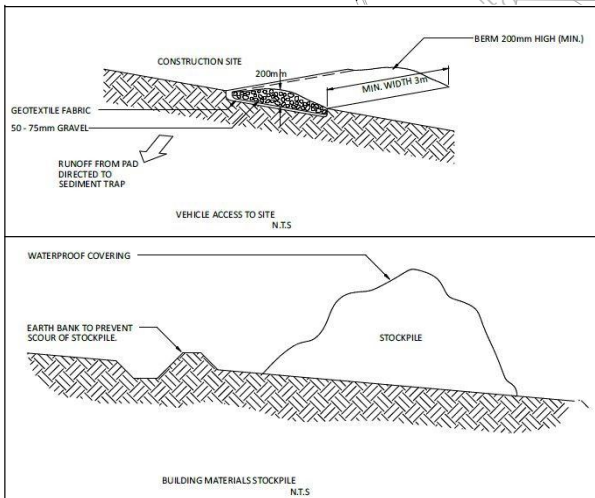 BERM 200mm HIGH (MIN.)
CONSTRUCTION SITE
200mm
MIN. WIDTH 3m
GEOTEXTILE FABRIC
50 - 75mm GRAVEL
RUNOFF FROM PAD
DIRECTED TO
SEDIMENT TRAP
VEHICLE ACCESS TO SITE
N.T.S
WATERPROOF COVERING
EARTH BANK TO PREVENT
SCOUR OF STOCKPILE.
STOCKPILE
BUILDING MATERIALS STOCKPILE
N.T.S